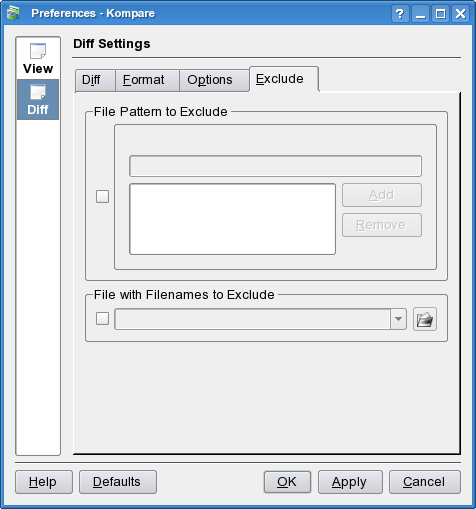 Preferences - Kompare
?
View
Diff
Diff Settings
Diff Format Options Exclude
File Pattern to Exclude
Add
Remove
File with Filenames to Exclude
Help Defaults OK Apply Cancel